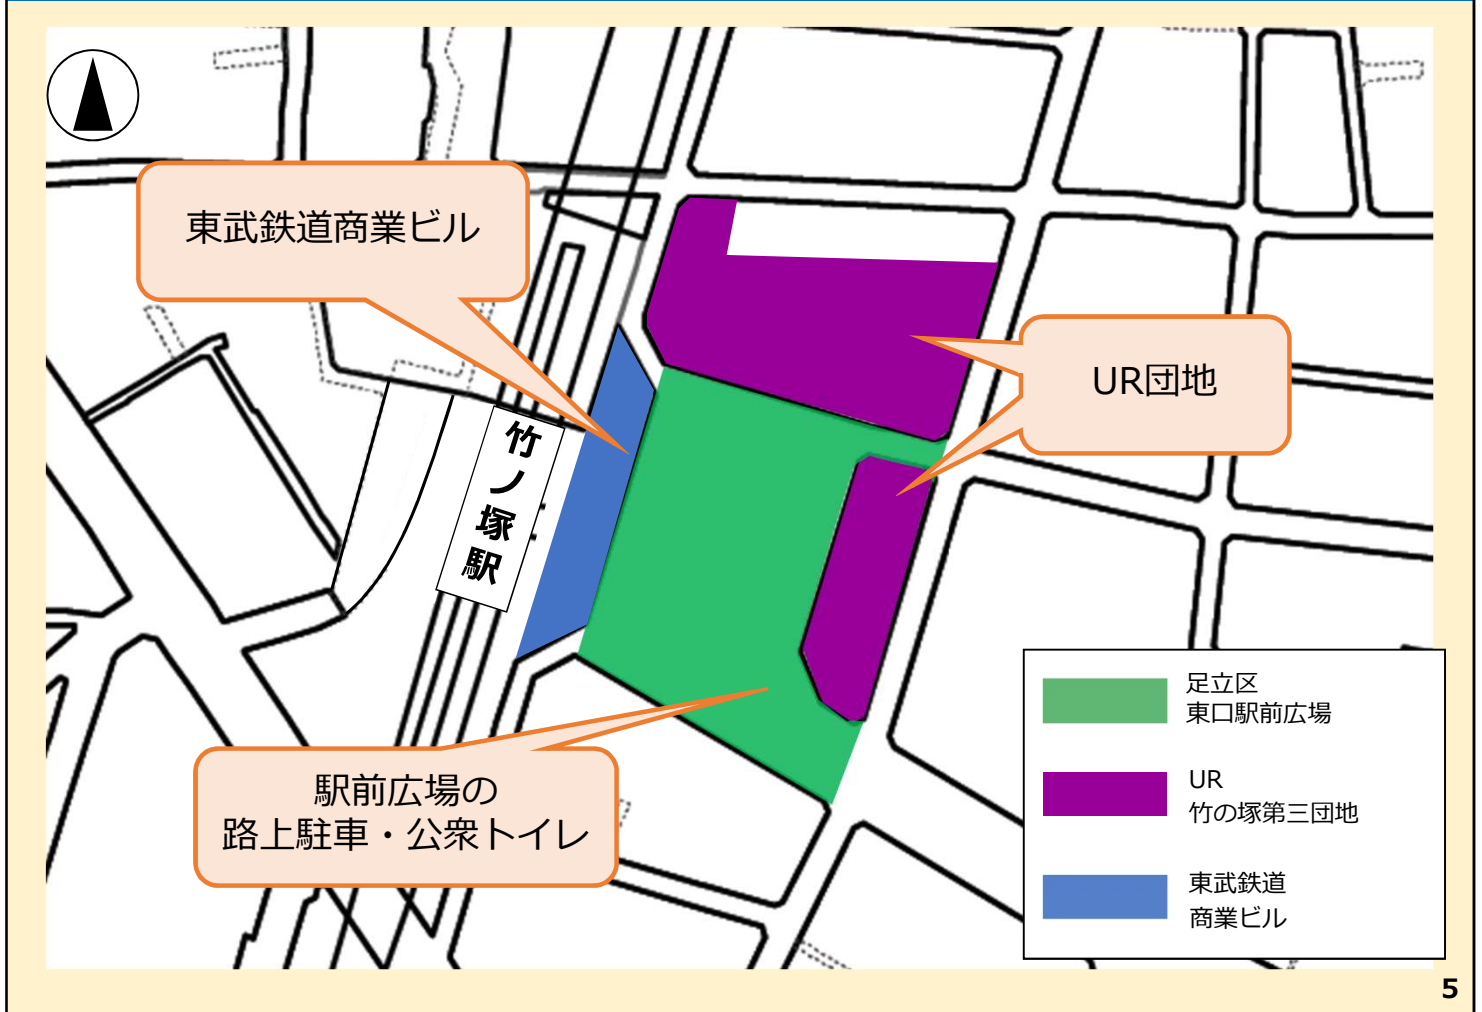 東武鉄道商業ビル
UR団地
竹ノ塚駅
駅前広場の
路上駐車・公衆トイレ
足立区
東口駅前広場
UR
竹の塚第三団地
東武鉄道
商業ビル
5